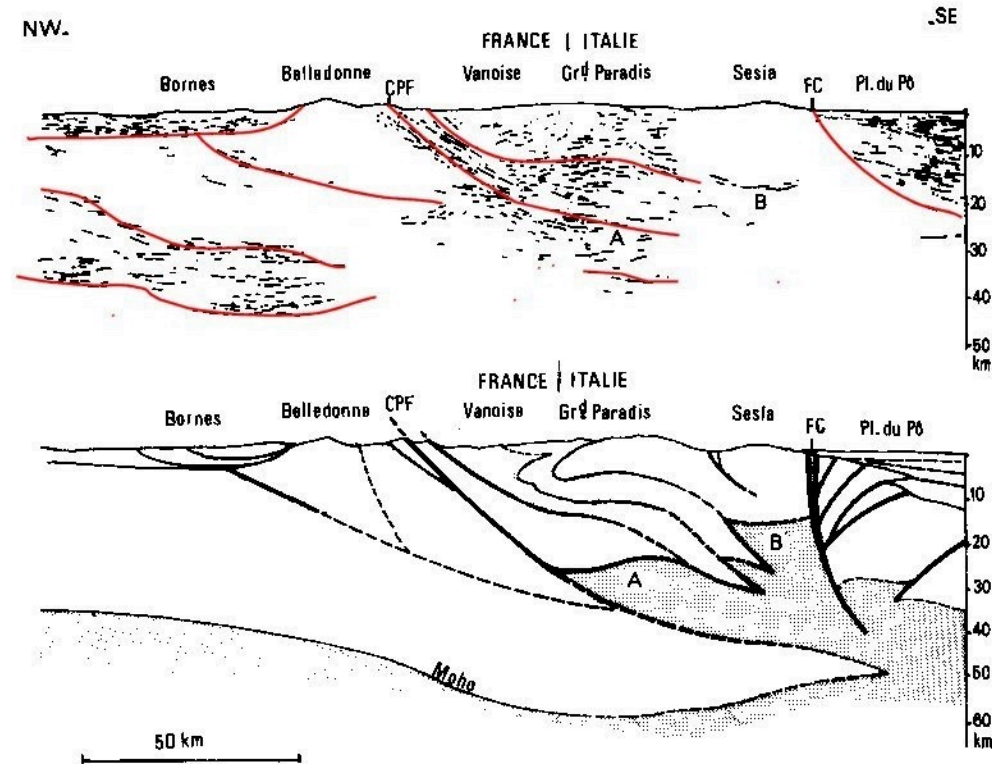 NW.
.SE
FRANCE | ITALIE
Bornes Belledonne CPF Vanoise Grd Paradis Sesia FC Pl. du Pô
10
B
20
A
30
40
50
km
FRANCE | ITALIE
Bornes Belledonne CPF Vanoise Grd Paradis Sesia FC Pl. du Pô
10
B
20
A
30
40
Moho
50
60
km
50 km